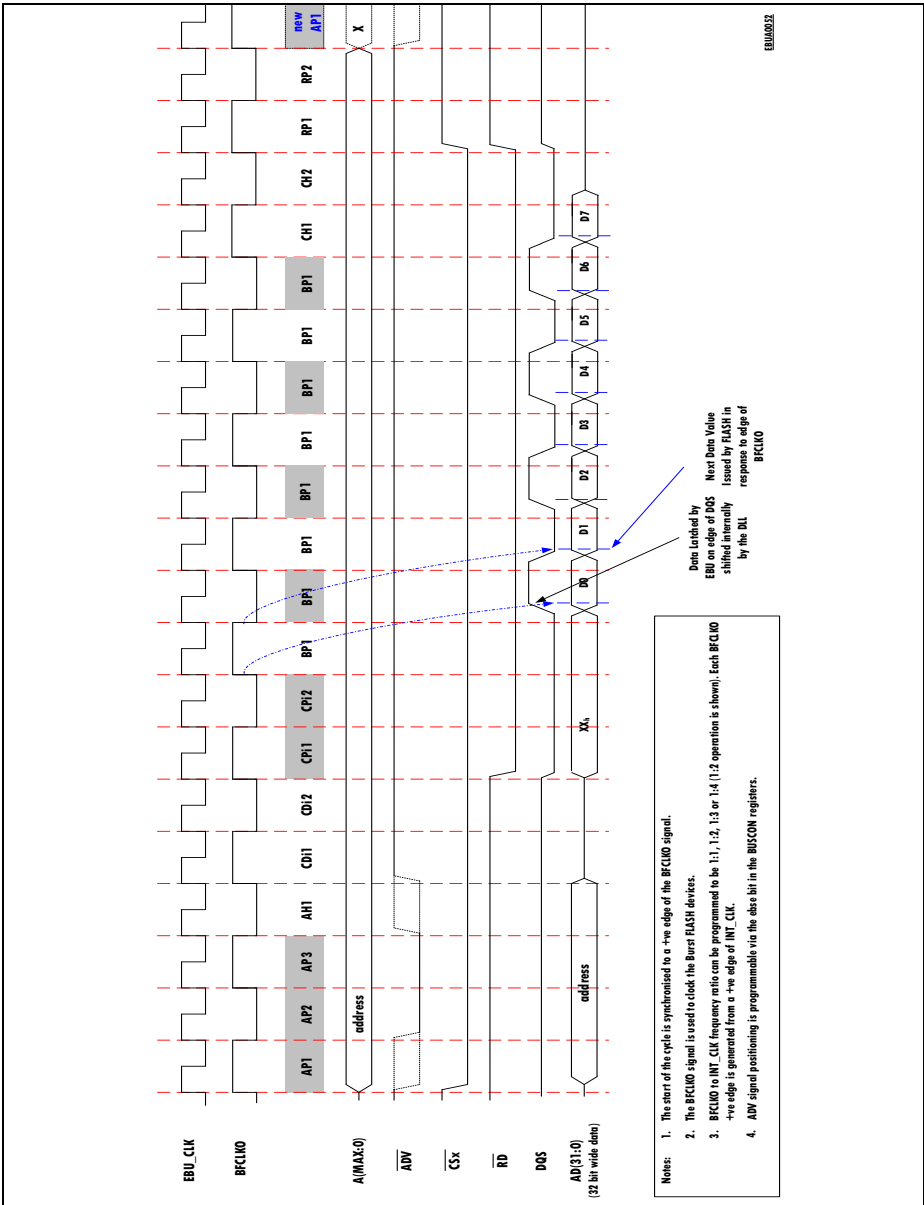 EBU_CLK
BFCLKO
AP1 AP2 AP3 AH1 CDi1 CDi2 CPi1 CPi2 BP1 BP1 BP1 BP1 BP1 BP1 BP1 BP1 CH1 CH2 RP1 RP2 new AP1
A(MAX:0) address X
ADV
CSx
RD
DQS
AD(31:0)
(32 bit wide data)
address XXh D0 D1 D2 D3 D4 D5 D6 D7
Data Latched by
EBU on edge of DQS
shifted internally
by the DLL
Next Data Value
Issued by FLASH in
response to edge of
BFCLKO
Notes: 1. The start of the cycle is synchronised to a +ve edge of the BFCLKO signal.
2. The BFCLKO signal is used to clock the Burst FLASH devices.
3. BFCLKO to INT_CLK frequency ratio can be programmed to be 1:1, 1:2, 1:3 or 1:4 (1:2 operation is shown). Each BFCLKO
+ve edge is generated from a +ve edge of INT_CLK.
4. ADV signal positioning is programmable via the ebse bit in the BUSCON registers.
EBUA0052